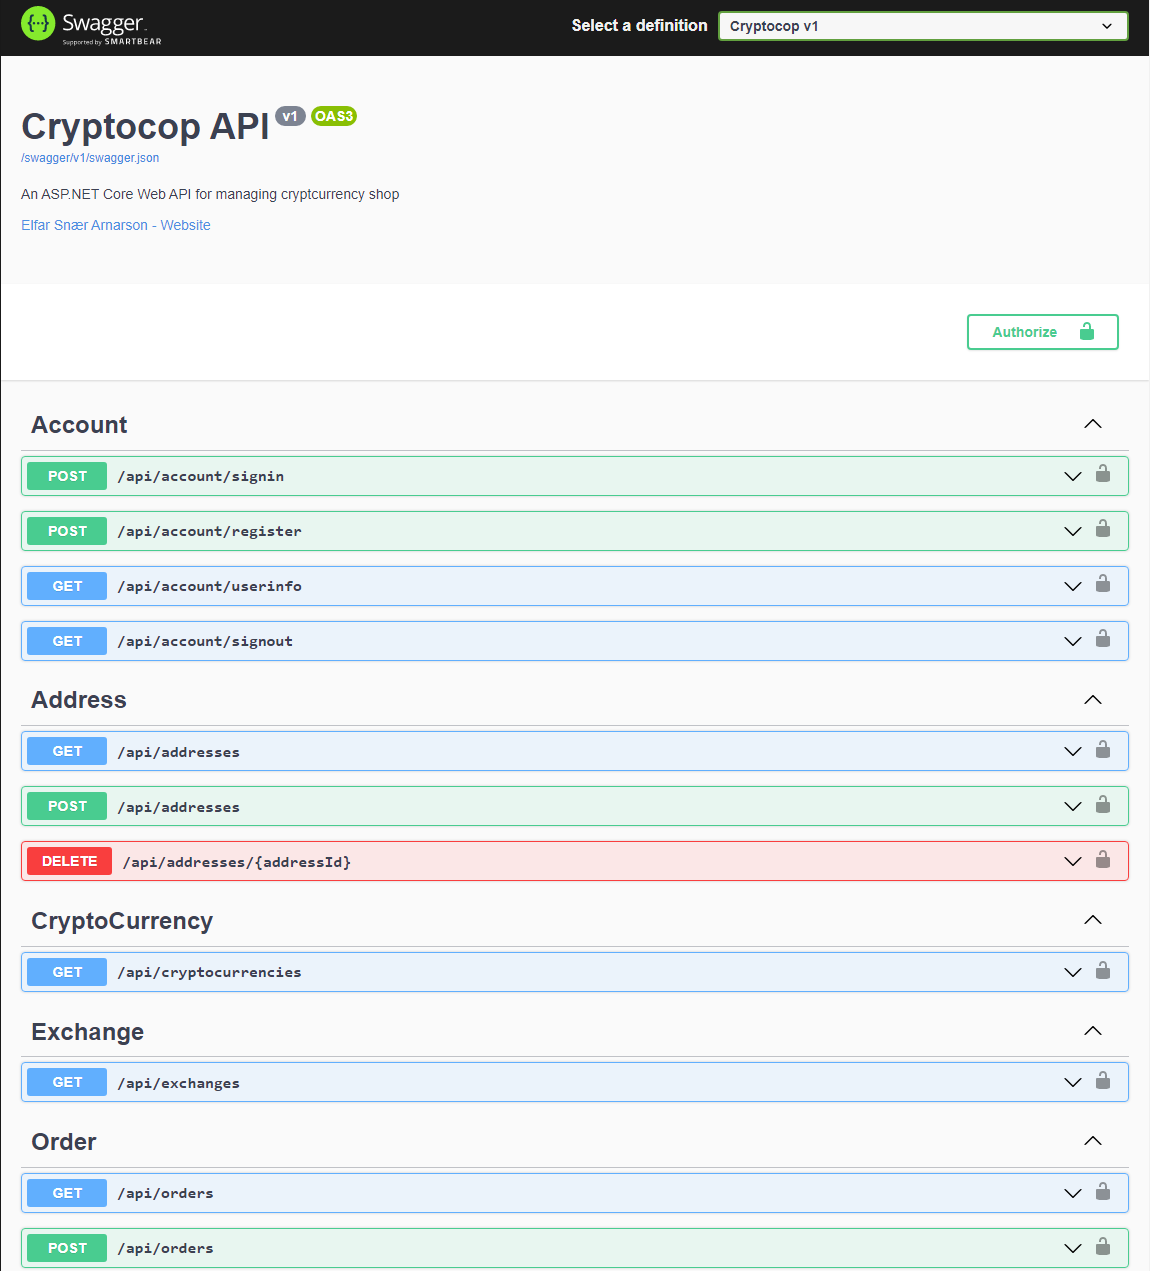 Swagger
Supported by SMARTBEAR
Select a definition
Cryptocop v1
Cryptocop API v1 OAS3
/swagger/v1/swagger.json
An ASP.NET Core Web API for managing cryptcurrency shop
Elfar Snær Arnarson - Website
Authorize
Account
POST /api/account/signin
POST /api/account/register
GET /api/account/userinfo
GET /api/account/signout
Address
GET /api/addresses
POST /api/addresses
DELETE /api/addresses/{addressId}
CryptoCurrency
GET /api/cryptocurrencies
Exchange
GET /api/exchanges
Order
GET /api/orders
POST /api/orders